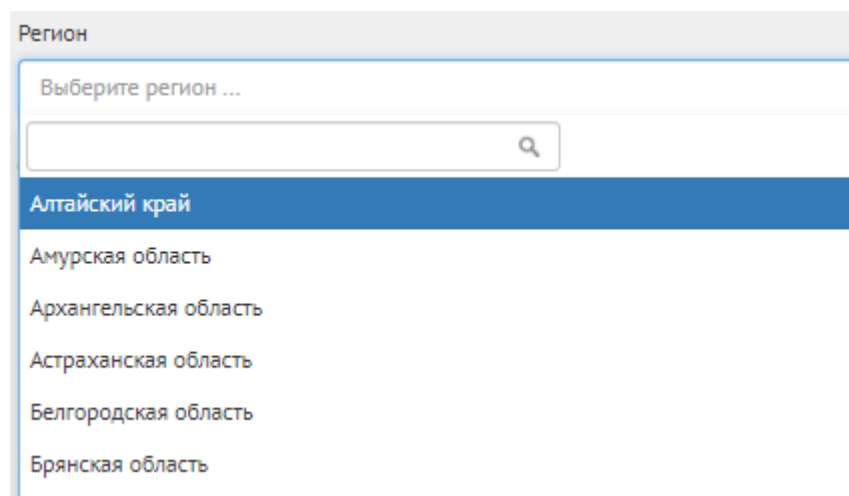 Регион
Выберите регион ...
Алтайский край
Амурская область
Архангельская область
Астраханская область
Белгородская область
Брянская область